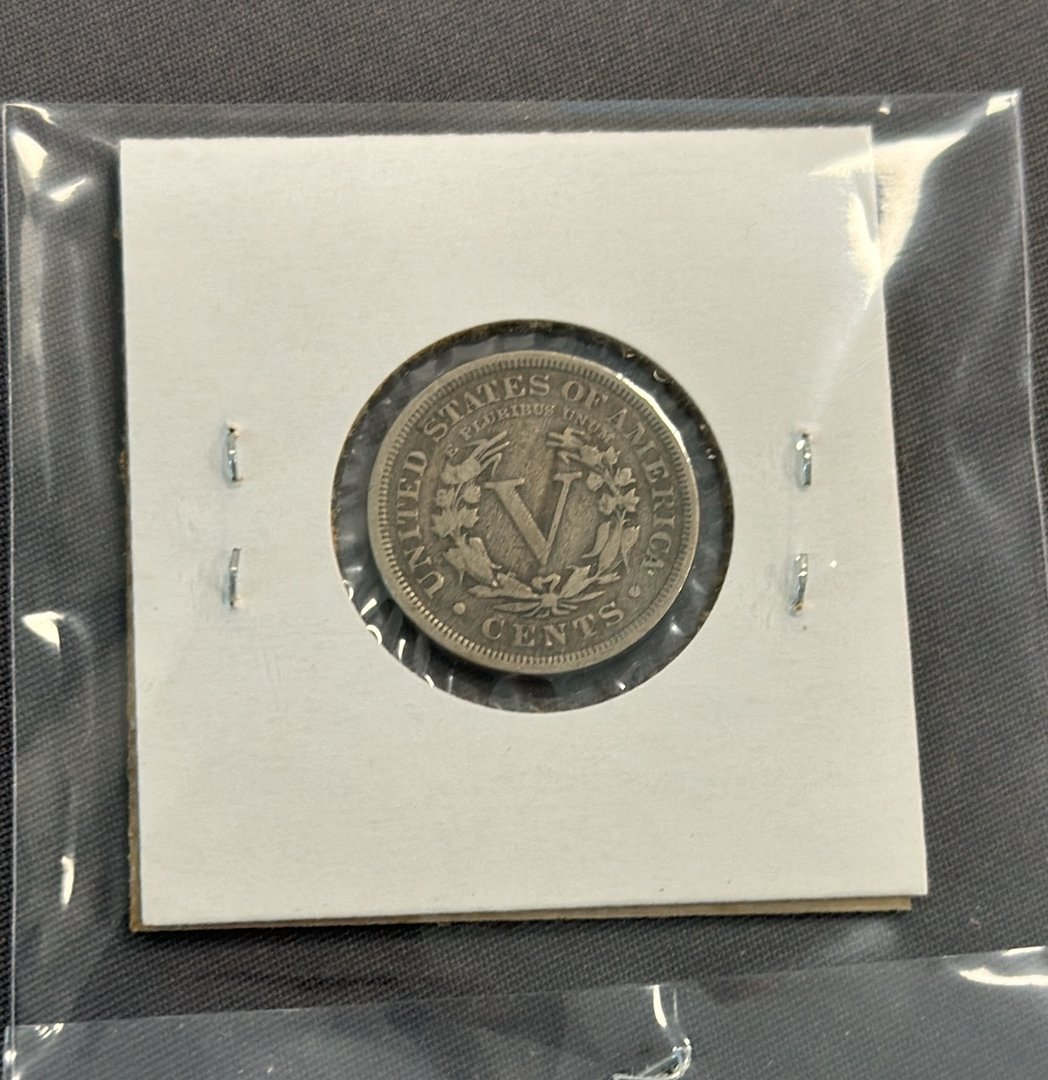 UNITED STATES OF AMERICA
E PLURIBUS UNUM
V
CENTS